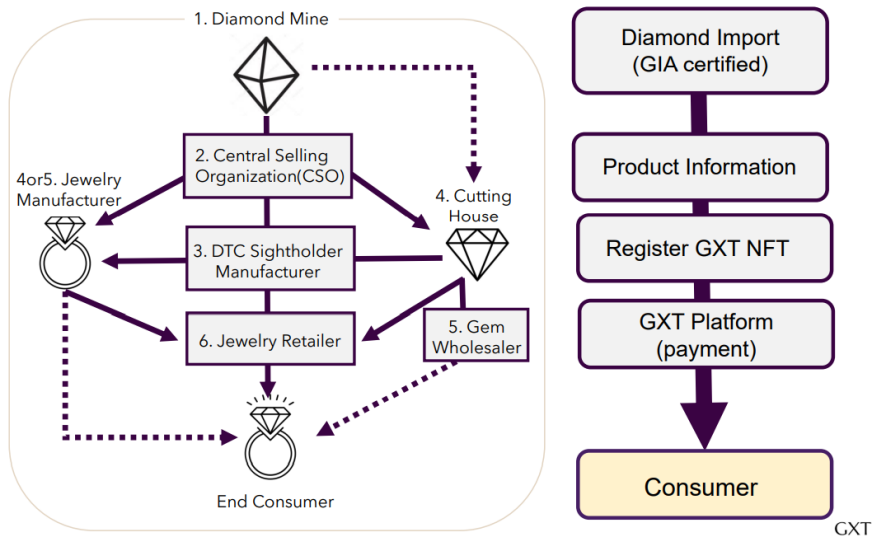 1. Diamond Mine
2. Central Selling
Organization(CSO)
4or5. Jewelry
Manufacturer
4. Cutting
House
3. DTC Sightholder
Manufacturer
6. Jewelry Retailer
5. Gem
Wholesaler
End Consumer
Diamond Import
(GIA certified)
Product Information
Register GXT NFT
GXT Platform
(payment)
Consumer
GXT